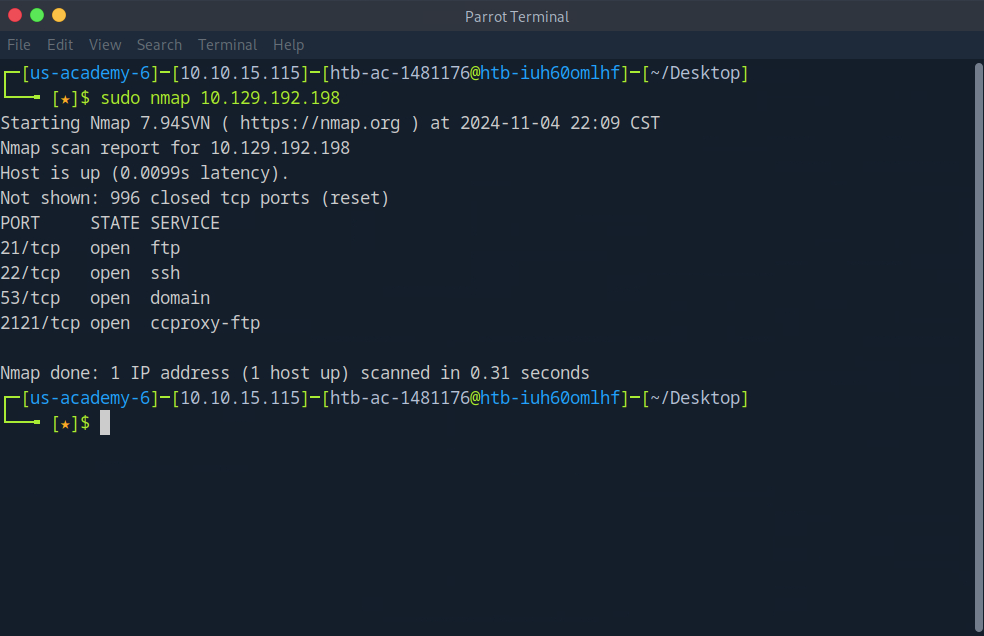 Parrot Terminal
File Edit View Search Terminal Help
┌─[us-academy-6]─[10.10.15.115]─[htb-ac-1481176@htb-iuh60omlhf]─[~/Desktop]
└──╼ [★]$ sudo nmap 10.129.192.198
Starting Nmap 7.94SVN ( https://nmap.org ) at 2024-11-04 22:09 CST
Nmap scan report for 10.129.192.198
Host is up (0.0099s latency).
Not shown: 996 closed tcp ports (reset)
PORT     STATE SERVICE
21/tcp   open  ftp
22/tcp   open  ssh
53/tcp   open  domain
2121/tcp open  ccproxy-ftp
Nmap done: 1 IP address (1 host up) scanned in 0.31 seconds
┌─[us-academy-6]─[10.10.15.115]─[htb-ac-1481176@htb-iuh60omlhf]─[~/Desktop]
└──╼ [★]$